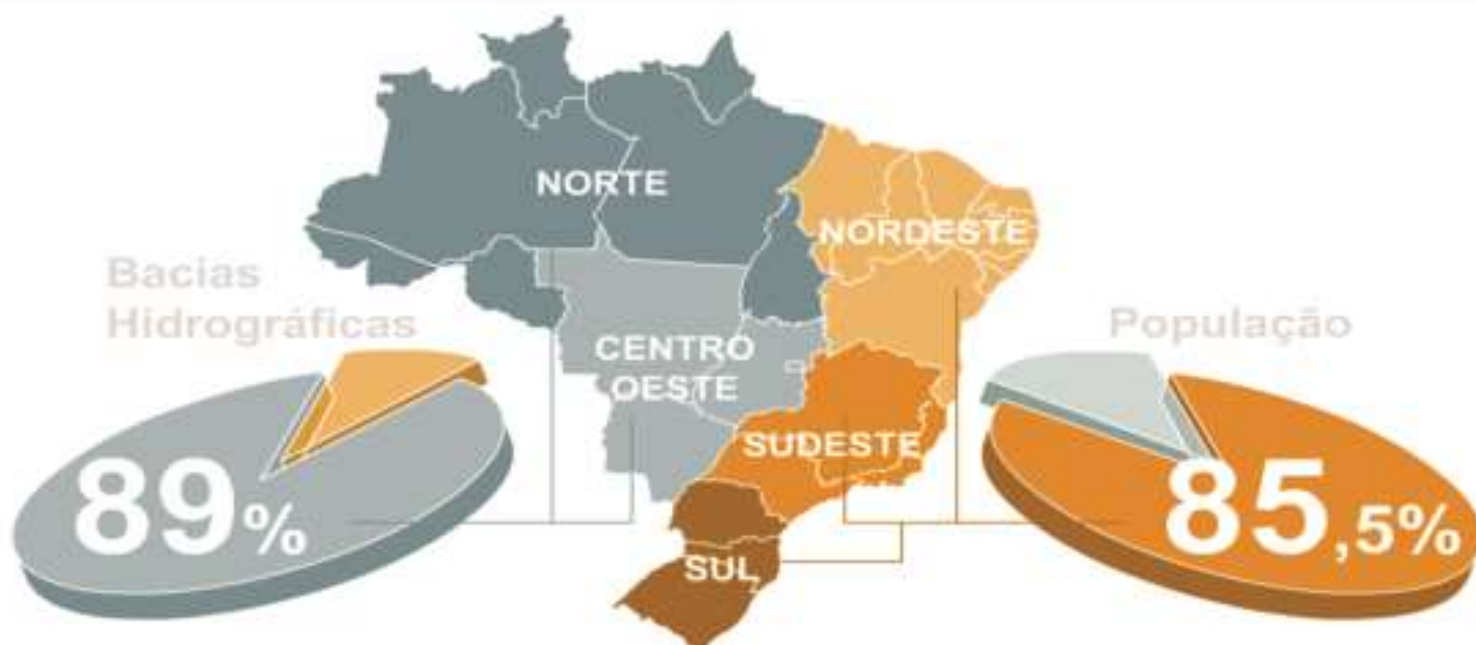 NORTE
NORDESTE
Bacias
Hidrográficas
População
CENTRO
OESTE
SUDESTE
89%
85,5%
SUL